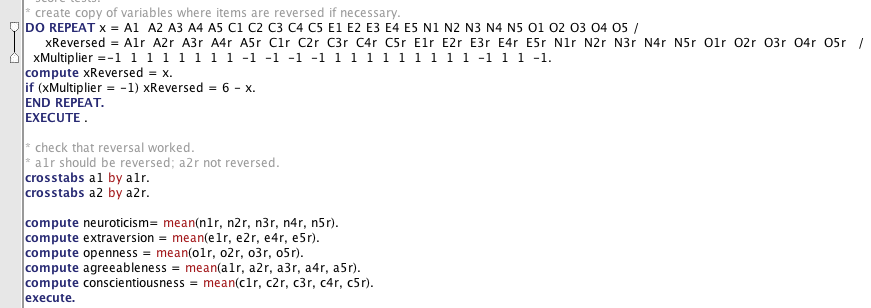 * create copy of variables where items are reversed if necessary.
DO REPEAT x = A1 A2 A3 A4 A5 C1 C2 C3 C4 C5 E1 E2 E3 E4 E5 N1 N2 N3 N4 N5 O1 O2 O3 O4 O5 /
xReversed = A1r A2r A3r A4r A5r C1r C2r C3r C4r C5r E1r E2r E3r E4r E5r N1r N2r N3r N4r N5r O1r O2r O3r O4r O5r /
xMultiplier =-1 1 1 1 1 1 1 1 -1 -1 -1 -1 1 1 1 1 1 1 1 1 1 -1 1 1 -1.
compute xReversed = x.
if (xMultiplier = -1) xReversed = 6 - x.
END REPEAT.
EXECUTE .
* check that reversal worked.
* a1r should be reversed; a2r not reversed.
crosstabs a1 by a1r.
crosstabs a2 by a2r.
compute neuroticism= mean(n1r, n2r, n3r, n4r, n5r).
compute extraversion = mean(e1r, e2r, e4r, e5r).
compute openness = mean(o1r, o2r, o3r, o5r).
compute agreeableness = mean(a1r, a2r, a3r, a4r, a5r).
compute conscientiousness = mean(c1r, c2r, c3r, c4r, c5r).
execute.